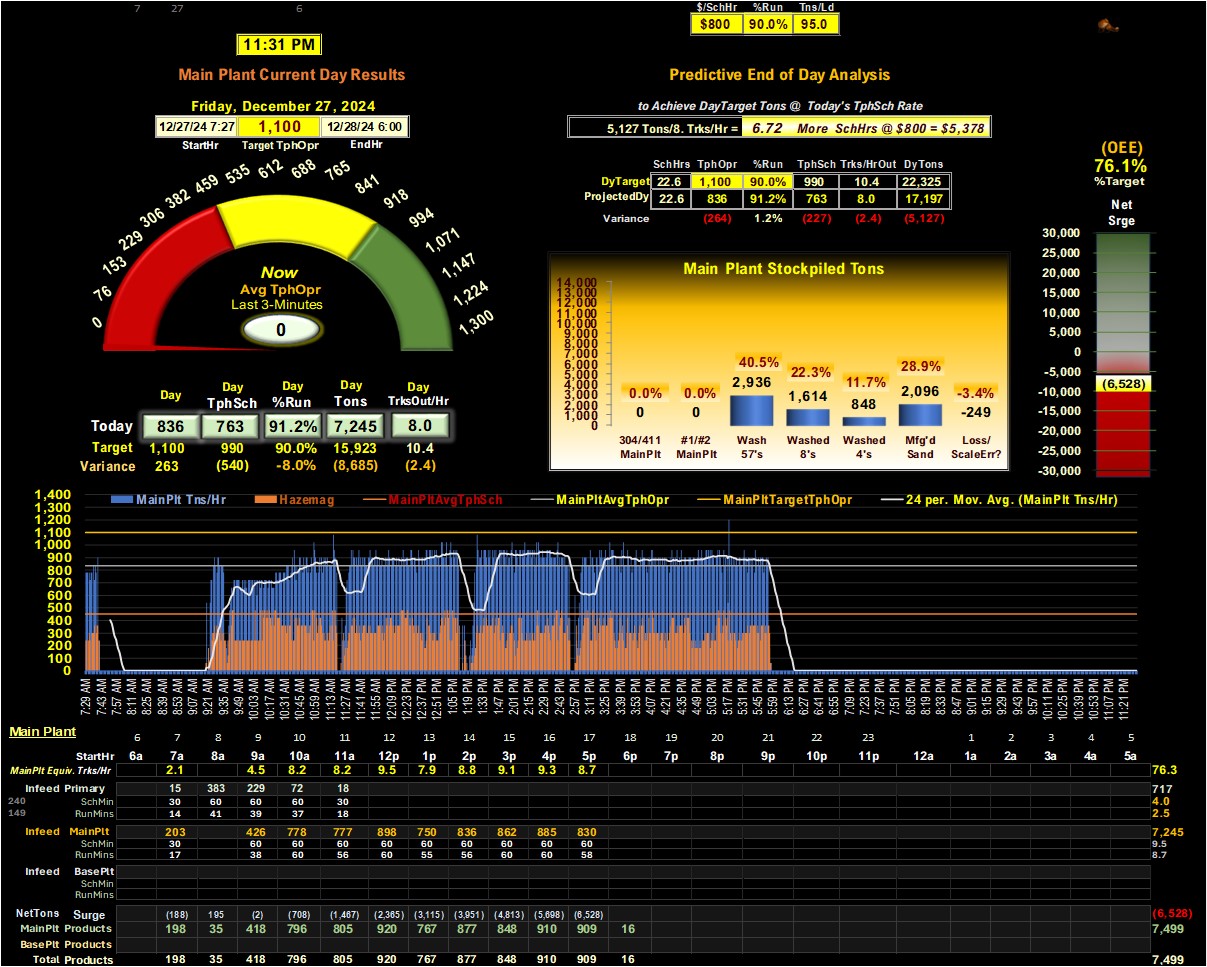 7 27 6
$/SchHr %Run Tns/Ld
$800 90.0% 95.0
11:31 PM
Main Plant Current Day Results
Predictive End of Day Analysis
Friday, December 27, 2024
to Achieve DayTarget Tons @ Today's TphSch Rate
12/27/24 7:27 1,100 12/28/24 6:00
StartHr Target TphOpr EndHr
5,127 Tons/8. Trks/Hr = 6.72 More SchHrs @ $800 = $5,378
(OEE)
76.1%
%Target
SchHrs TphOpr %Run TphSch Trks/HrOut DyTons
DyTarget 22.6 1,100 90.0% 990 10.4 22,325
ProjectedDy 22.6 836 91.2% 763 8.0 17,197
Variance (264) 1.2% (227) (2.4) (5,127)
0 76 153 229 306 382 459 535 612 688 765 841 918 994 1,071 1,147 1,224 1,300
Now
Avg TphOpr
Last 3-Minutes
0
Net
Srge
30,000
25,000
20,000
15,000
10,000
5,000
0
-5,000
(6,528)
-10,000
-15,000
-20,000
-25,000
-30,000
Main Plant Stockpiled Tons
14,000
13,000
12,000
11,000
10,000
9,000
8,000
7,000
6,000
5,000
4,000
3,000
2,000
1,000
0
0.0% 0.0% 40.5% 22.3% 11.7% 28.9% -3.4%
0 0 2,936 1,614 848 2,096 -249
304/411 #1/#2 Wash Washed Washed Mfg'd Loss/
MainPlt MainPlt 57's 8's 4's Sand ScaleErr?
Day Day Day Day Day
TphSch %Run Tons TrksOut/Hr
Today 836 763 91.2% 7,245 8.0
Target 1,100 990 90.0% 15,923 10.4
Variance 263 (540) -8.0% (8,685) (2.4)
MainPlt Tns/Hr Hazemag MainPltAvgTphSch MainPltAvgTphOpr MainPltTargetTphOpr 24 per. Mov. Avg. (MainPlt Tns/Hr)
1,400
1,300
1,200
1,100
1,000
900
800
700
600
500
400
300
200
100
0
7:29 AM 7:43 AM 7:57 AM 8:11 AM 8:25 AM 8:39 AM 8:53 AM 9:07 AM 9:21 AM 9:35 AM 9:49 AM 10:03 AM 10:17 AM 10:31 AM 10:45 AM 10:59 AM 11:13 AM 11:27 AM 11:41 AM 11:55 AM 12:09 PM 12:23 PM 12:37 PM 12:51 PM 1:05 PM 1:19 PM 1:33 PM 1:47 PM 2:01 PM 2:15 PM 2:29 PM 2:43 PM 2:57 PM 3:11 PM 3:25 PM 3:39 PM 3:53 PM 4:07 PM 4:21 PM 4:35 PM 4:49 PM 5:03 PM 5:17 PM 5:31 PM 5:45 PM 5:59 PM 6:13 PM 6:27 PM 6:41 PM 6:55 PM 7:09 PM 7:23 PM 7:37 PM 7:51 PM 8:05 PM 8:19 PM 8:33 PM 8:47 PM 9:01 PM 9:15 PM 9:29 PM 9:43 PM 9:57 PM 10:11 PM 10:25 PM 10:39 PM 10:53 PM 11:07 PM 11:21 PM
Main Plant
6 7 8 9 10 11 12 13 14 15 16 17 18 19 20 21 22 23 1 2 3 4 5
StartHr 6a 7a 8a 9a 10a 11a 12p 1p 2p 3p 4p 5p 6p 7p 8p 9p 10p 11p 12a 1a 2a 3a 4a 5a
MainPlt Equiv. Trks/Hr 2.1 4.5 8.2 8.2 9.5 7.9 8.8 9.1 9.3 8.7 76.3
Infeed Primary 15 383 229 72 18 717
240 SchMin 30 60 60 60 30 4.0
149 RunMins 14 41 39 37 18 2.5
Infeed MainPlt 203 426 778 777 898 750 836 862 885 830 7,245
SchMin 30 60 60 60 60 60 60 60 60 60 9.5
RunMins 17 38 60 56 60 55 56 60 60 58 8.7
Infeed BasePlt
SchMin
RunMins
NetTons Surge (188) 195 (2) (708) (1,467) (2,365) (3,115) (3,951) (4,813) (5,698) (6,528) (6,528)
MainPlt Products 198 35 418 796 805 920 767 877 848 910 909 16 7,499
BasePlt Products
Total Products 198 35 418 796 805 920 767 877 848 910 909 16 7,499